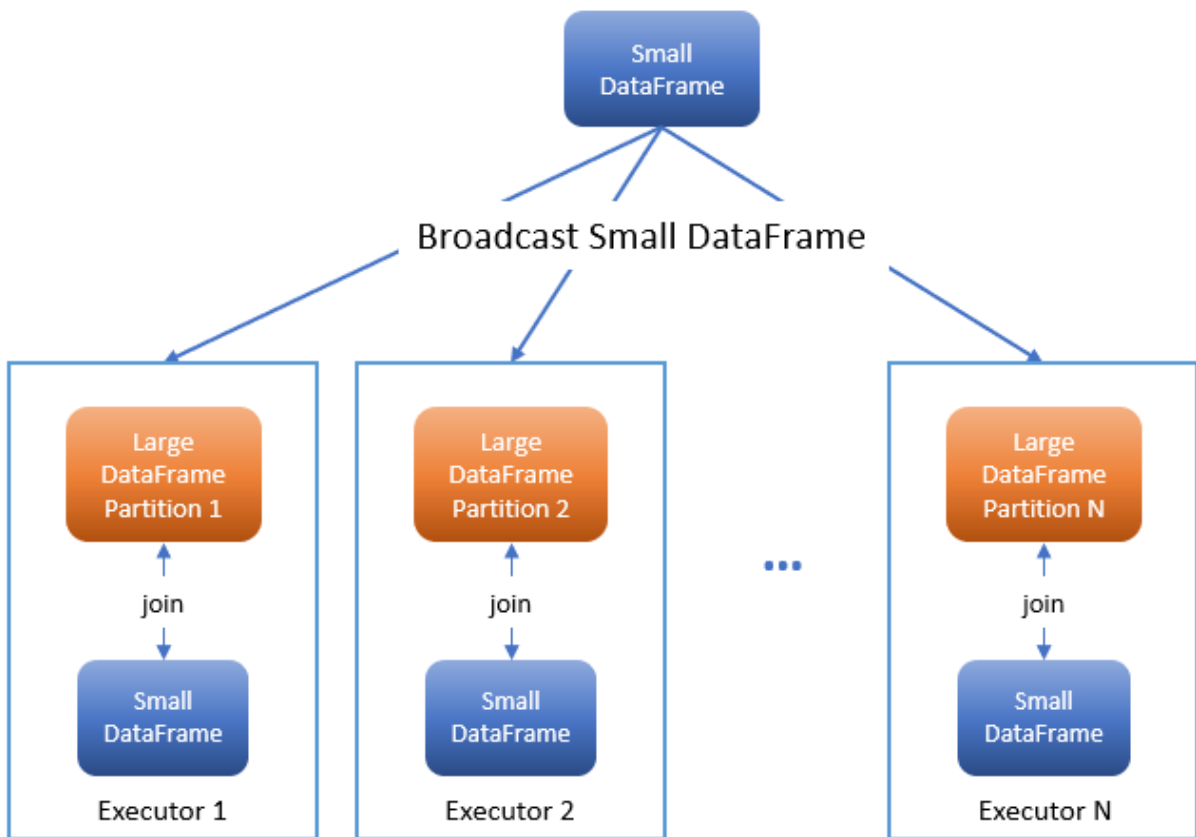 Small
DataFrame
Broadcast Small DataFrame
Large
DataFrame
Partition 1
join
Small
DataFrame
Executor 1
Large
DataFrame
Partition 2
join
Small
DataFrame
Executor 2
...
Large
DataFrame
Partition N
join
Small
DataFrame
Executor N